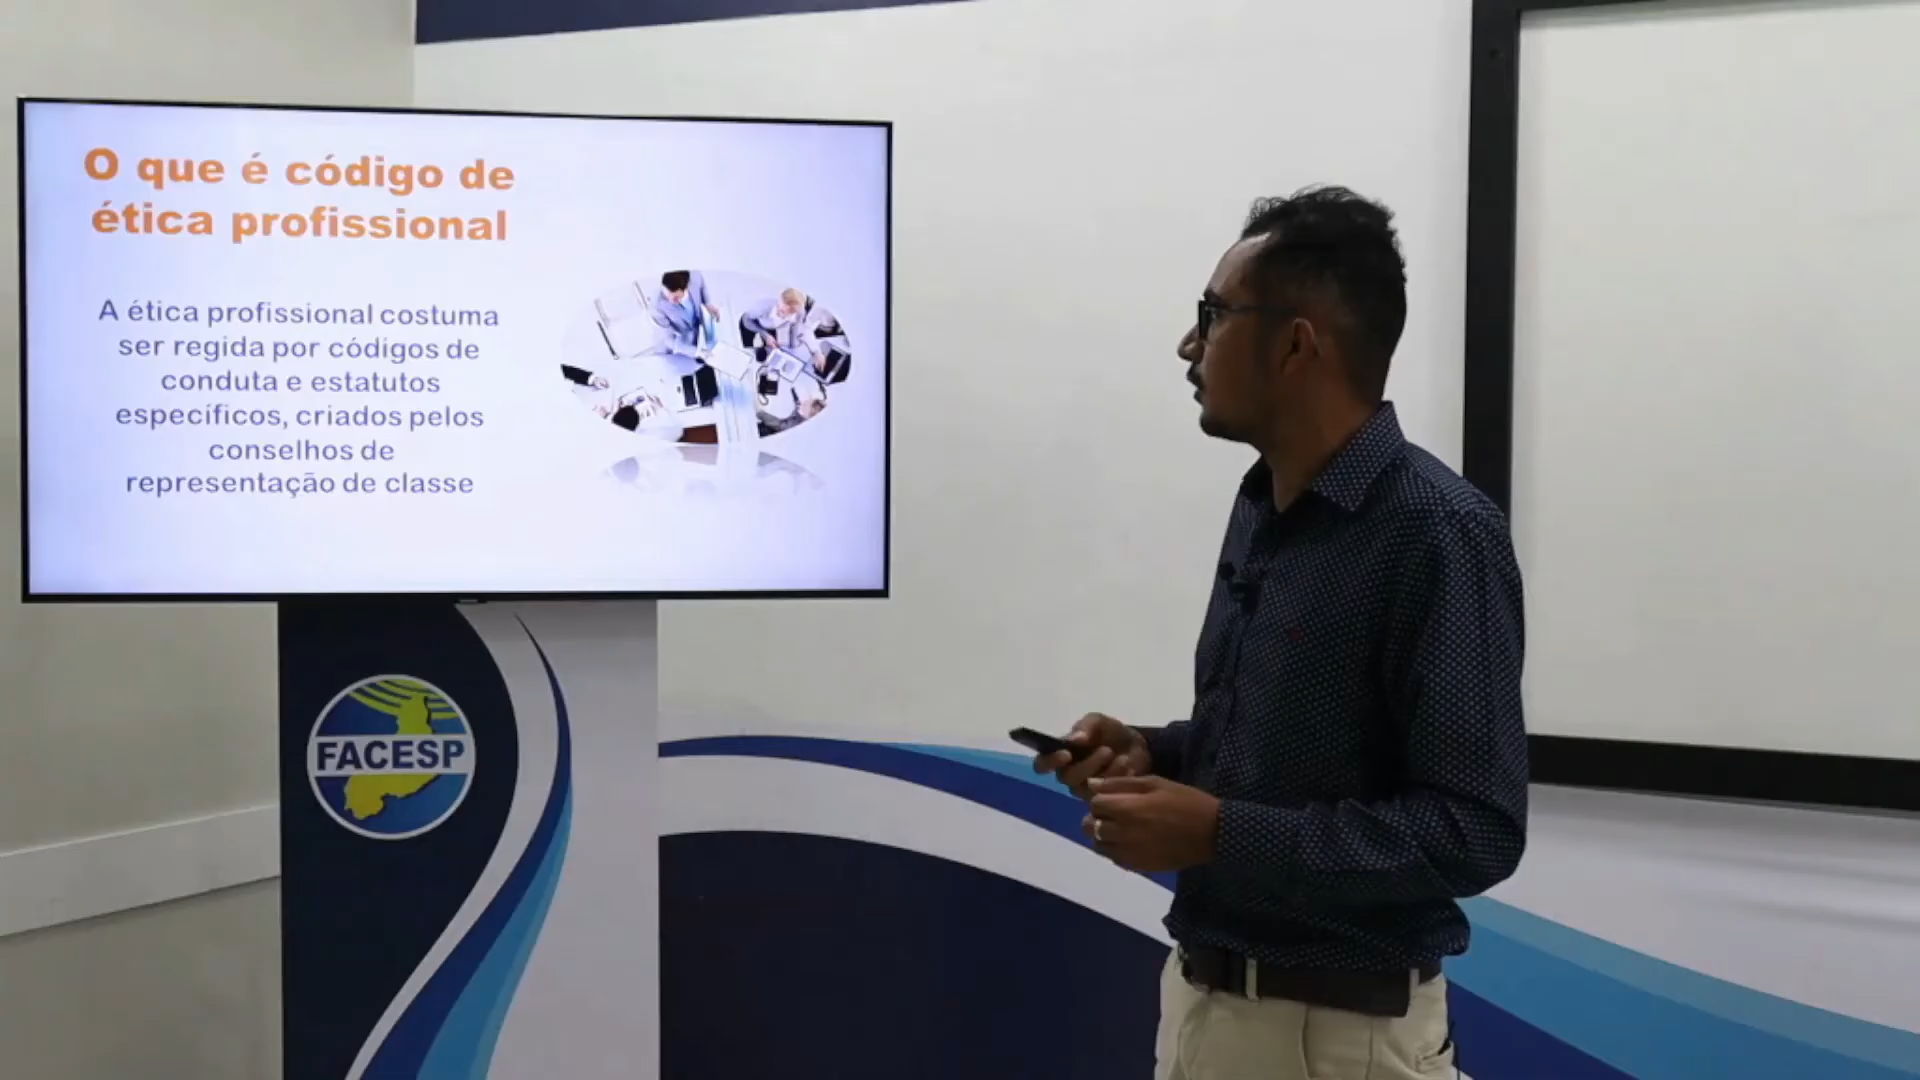 O que é código de
ética profissional
A ética profissional costuma
ser regida por códigos de
conduta e estatutos
específicos, criados pelos
conselhos de
representação de classe
FACESP